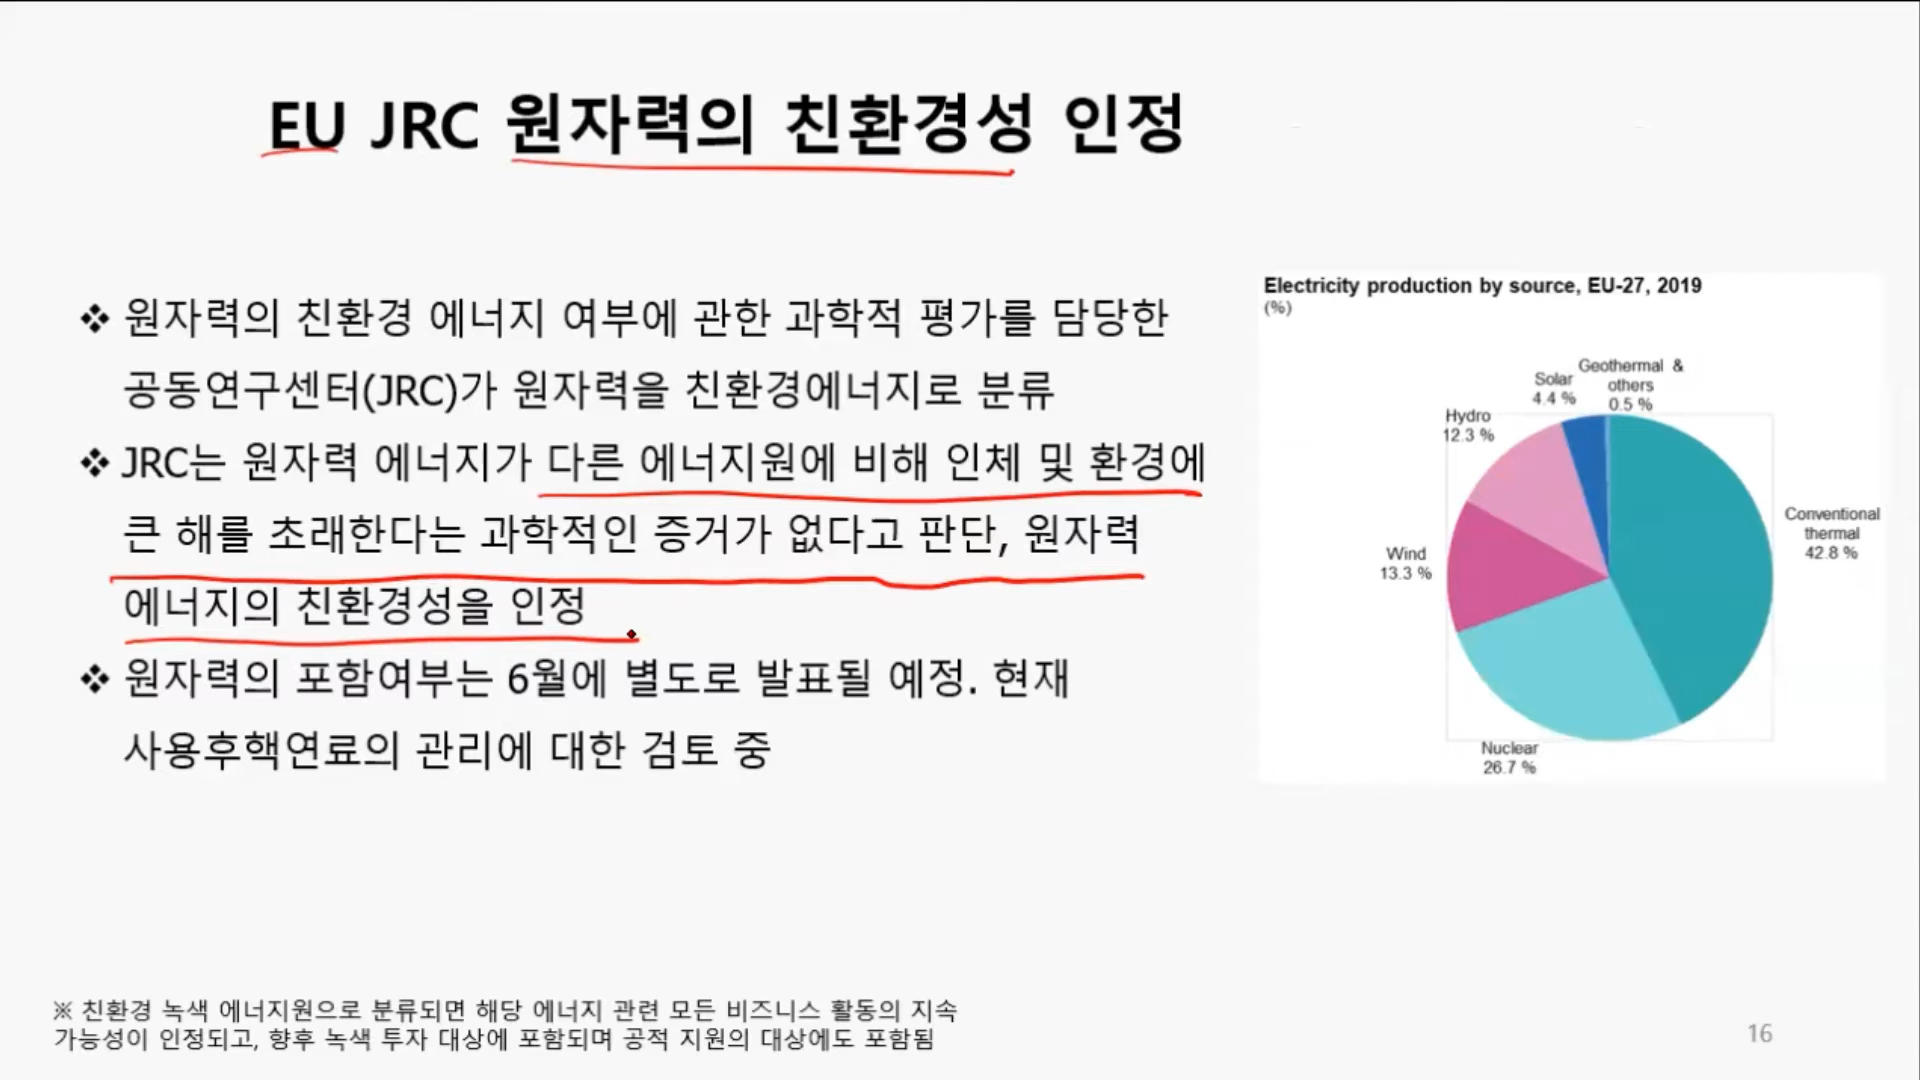 EU JRC 원자력의 친환경성 인정
❖ 원자력의 친환경 에너지 여부에 관한 과학적 평가를 담당한
공동연구센터(JRC)가 원자력을 친환경에너지로 분류
❖ JRC는 원자력 에너지가 다른 에너지원에 비해 인체 및 환경에
큰 해를 초래한다는 과학적인 증거가 없다고 판단, 원자력
에너지의 친환경성을 인정
❖ 원자력의 포함여부는 6월에 별도로 발표될 예정. 현재
사용후핵연료의 관리에 대한 검토 중
Electricity production by source, EU-27, 2019
(%)
Geothermal &
others
0.5 %
Solar
4.4 %
Hydro
12.3 %
Conventional
thermal
42.8 %
Wind
13.3 %
Nuclear
26.7 %
※ 친환경 녹색 에너지원으로 분류되면 해당 에너지 관련 모든 비즈니스 활동의 지속
가능성이 인정되고, 향후 녹색 투자 대상에 포함되며 공적 지원의 대상에도 포함됨
16